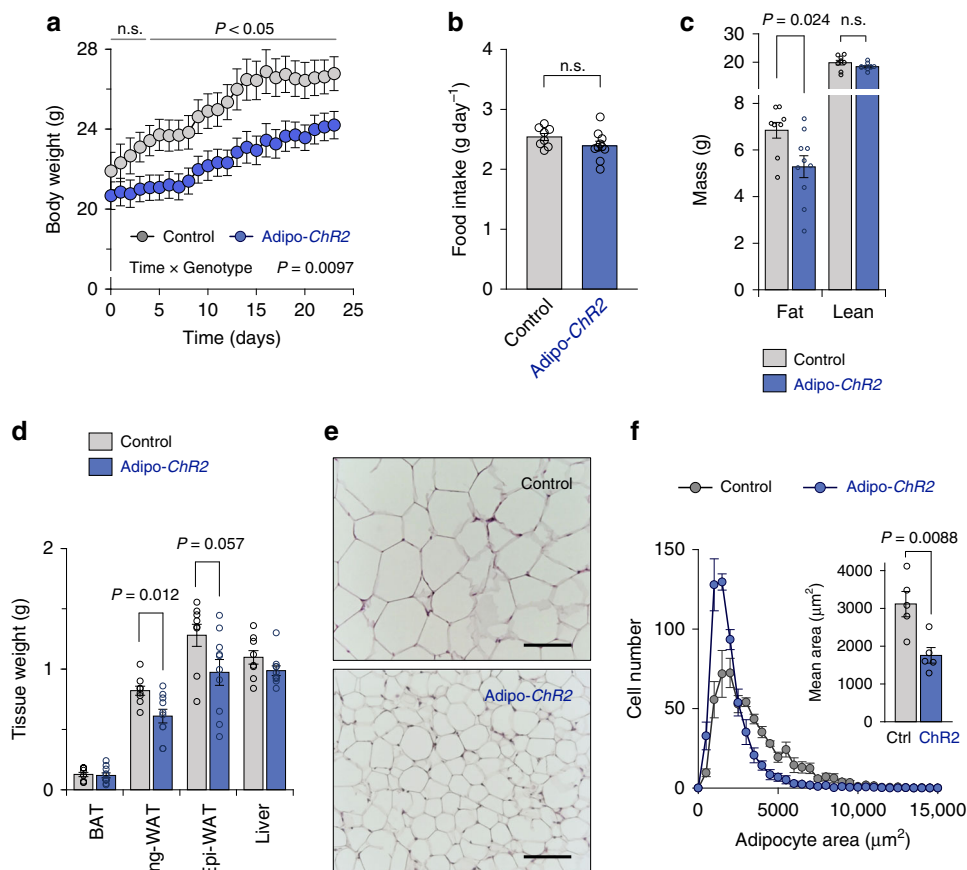 a
n.s.
P < 0.05
28
24
20
0
Body weight (g)
Control
Adipo-ChR2
Time × Genotype P = 0.0097
0 5 10 15 20 25
Time (days)
b
4
3
2
1
0
Food intake (g day⁻¹)
n.s.
Control
Adipo-ChR2
c
P = 0.024
n.s.
30
20
8
6
4
2
0
Mass (g)
Fat Lean
Control
Adipo-ChR2
d
Control
Adipo-ChR2
2
1
0
Tissue weight (g)
P = 0.012
P = 0.057
BAT
ng-WAT
Epi-WAT
Liver
e
Control
Adipo-ChR2
f
Control
Adipo-ChR2
150
100
50
0
Cell number
0 5000 10,000 15,000
Adipocyte area (μm²)
P = 0.0088
4000
3000
2000
1000
0
Mean area (μm²)
Ctrl ChR2